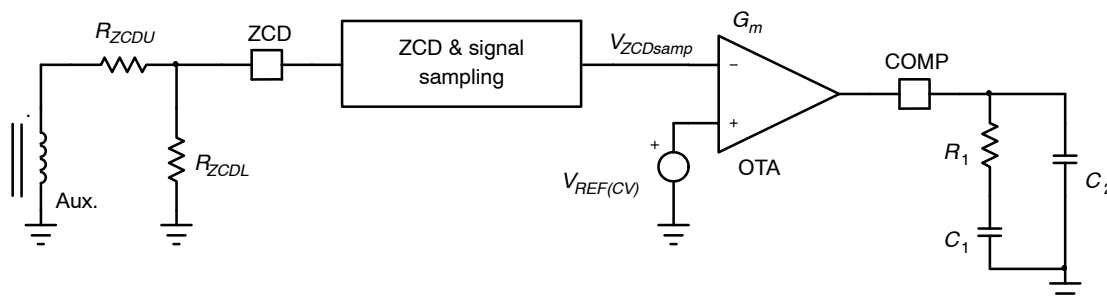 R_ZCDU
ZCD
ZCD & signal
sampling
V_ZCDsamp
G_m
−
+
OTA
COMP
R_ZCDL
Aux.
+
V_REF(CV)
R_1
C_1
C_2